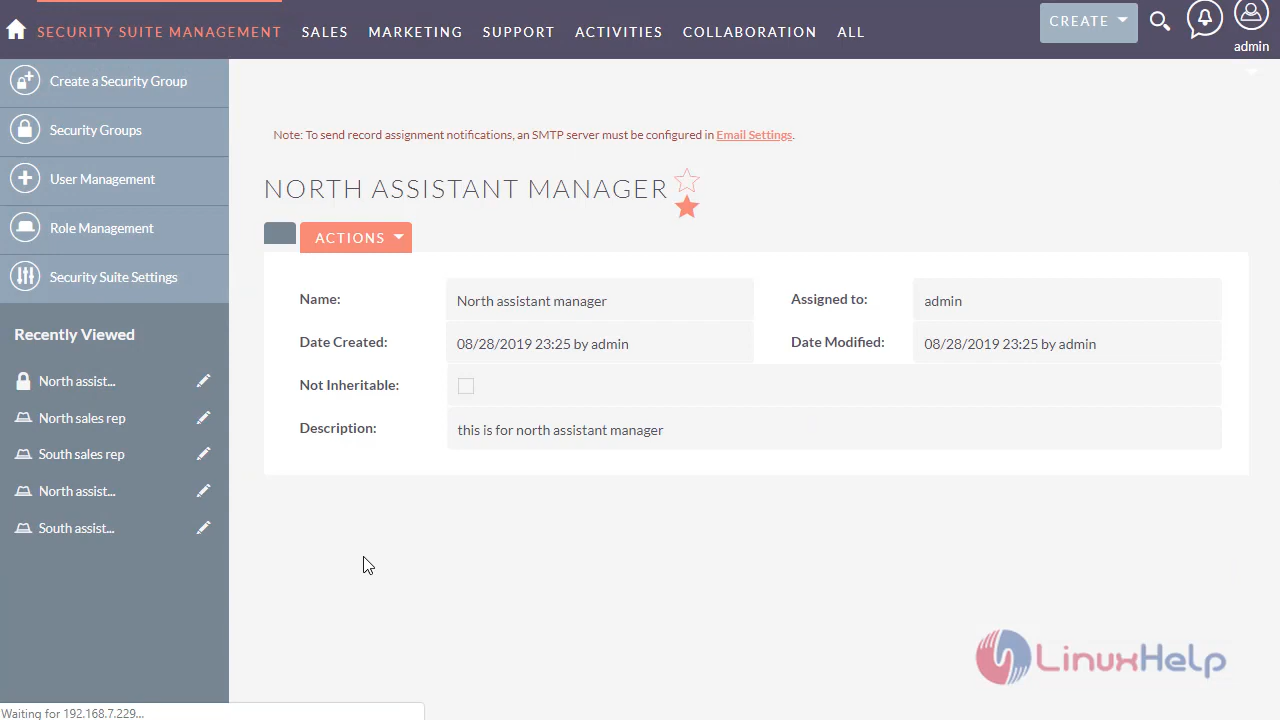 SECURITY SUITE MANAGEMENT SALES MARKETING SUPPORT ACTIVITIES COLLABORATION ALL CREATE
admin
Create a Security Group
Security Groups
User Management
Role Management
Security Suite Settings
Recently Viewed
North assist...
North sales rep
South sales rep
North assist...
South assist...
Note: To send record assignment notifications, an SMTP server must be configured in Email Settings.
NORTH ASSISTANT MANAGER
ACTIONS
Name: North assistant manager Assigned to: admin
Date Created: 08/28/2019 23:25 by admin Date Modified: 08/28/2019 23:25 by admin
Not Inheritable:
Description: this is for north assistant manager
LinuxHelp
Waiting for 192.168.7.229...